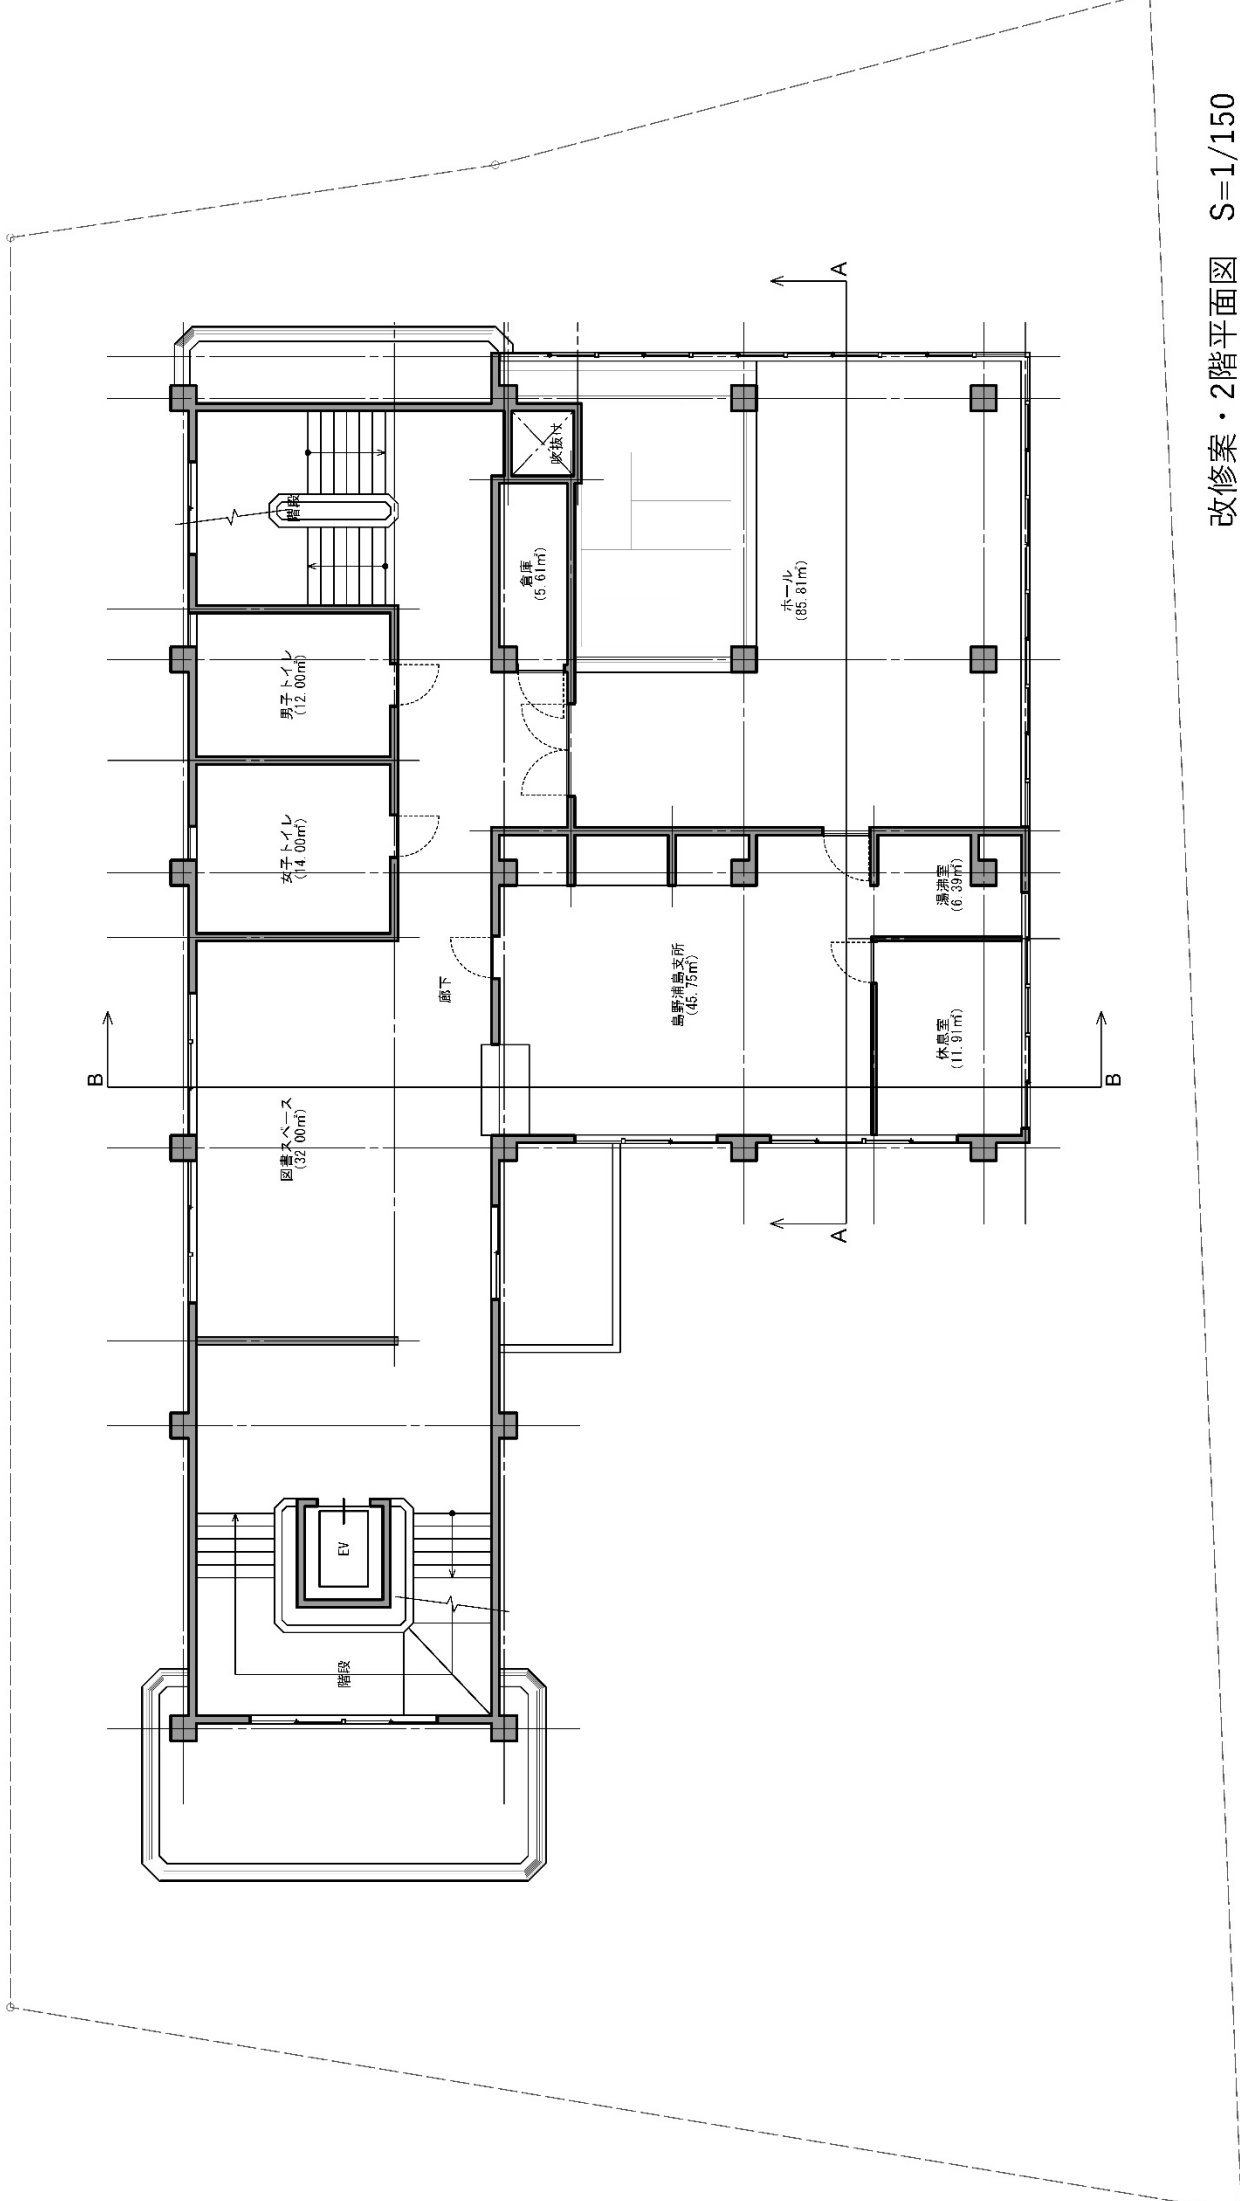 改修案・2階平面図 S=1/150
階段
男子トイレ
(12.00㎡)
女子トイレ
(14.00㎡)
図書スペース
(32.00㎡)
EV
階段
吹抜け
倉庫
(5.61㎡)
廊下
ホール
(85.81㎡)
島野浦島支所
(45.75㎡)
湯沸室
(6.39㎡)
休息室
(11.91㎡)
A
A
B
B